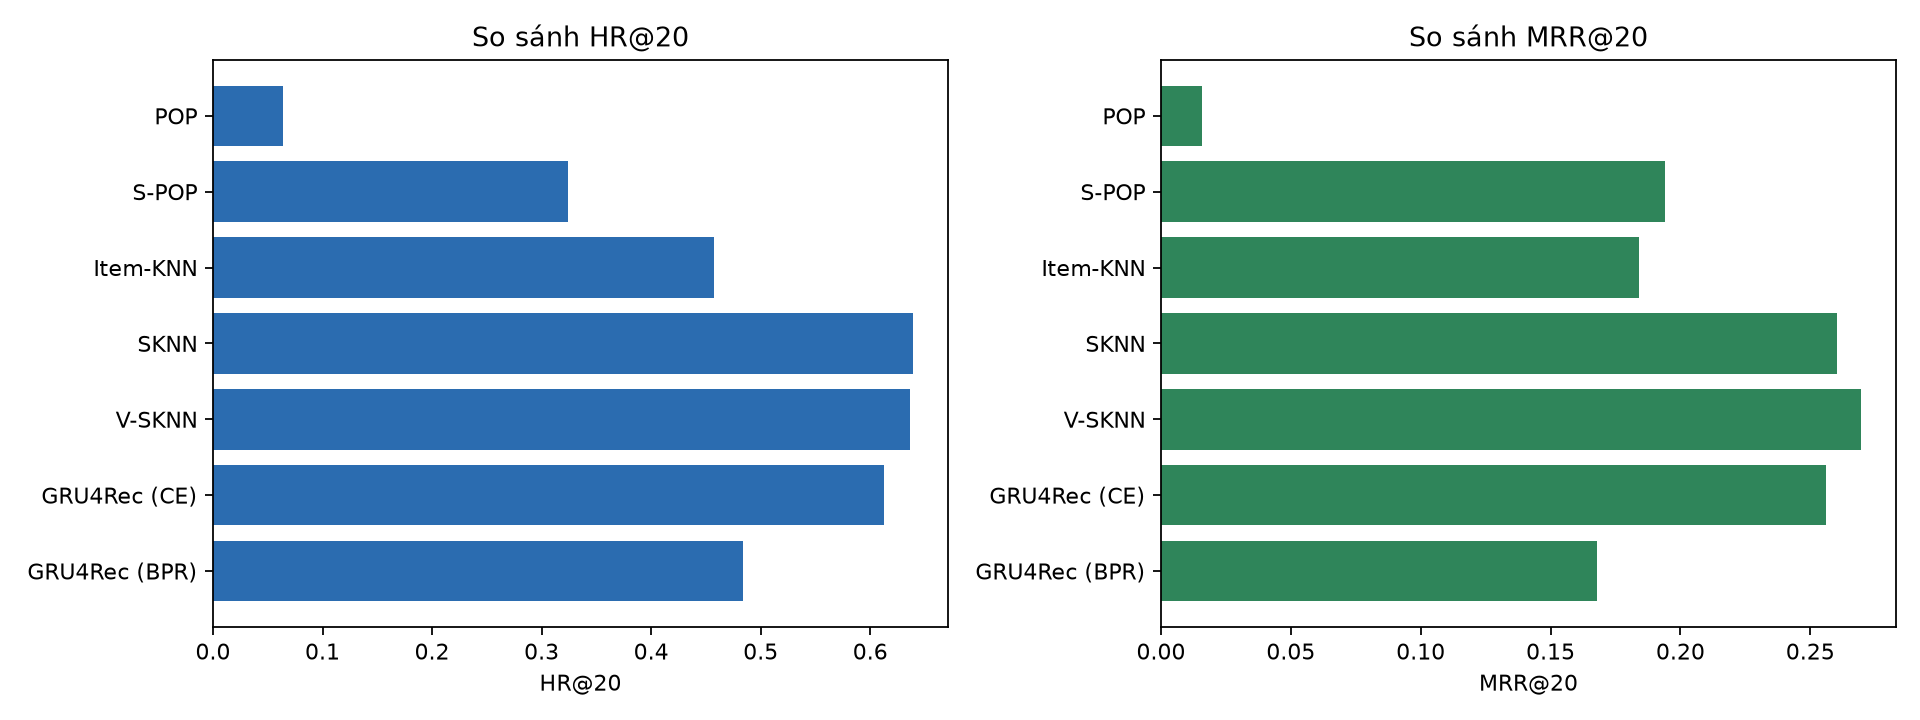 So sánh HR@20
POP
S-POP
Item-KNN
SKNN
V-SKNN
GRU4Rec (CE)
GRU4Rec (BPR)
0.0 0.1 0.2 0.3 0.4 0.5 0.6
HR@20
So sánh MRR@20
POP
S-POP
Item-KNN
SKNN
V-SKNN
GRU4Rec (CE)
GRU4Rec (BPR)
0.00 0.05 0.10 0.15 0.20 0.25
MRR@20